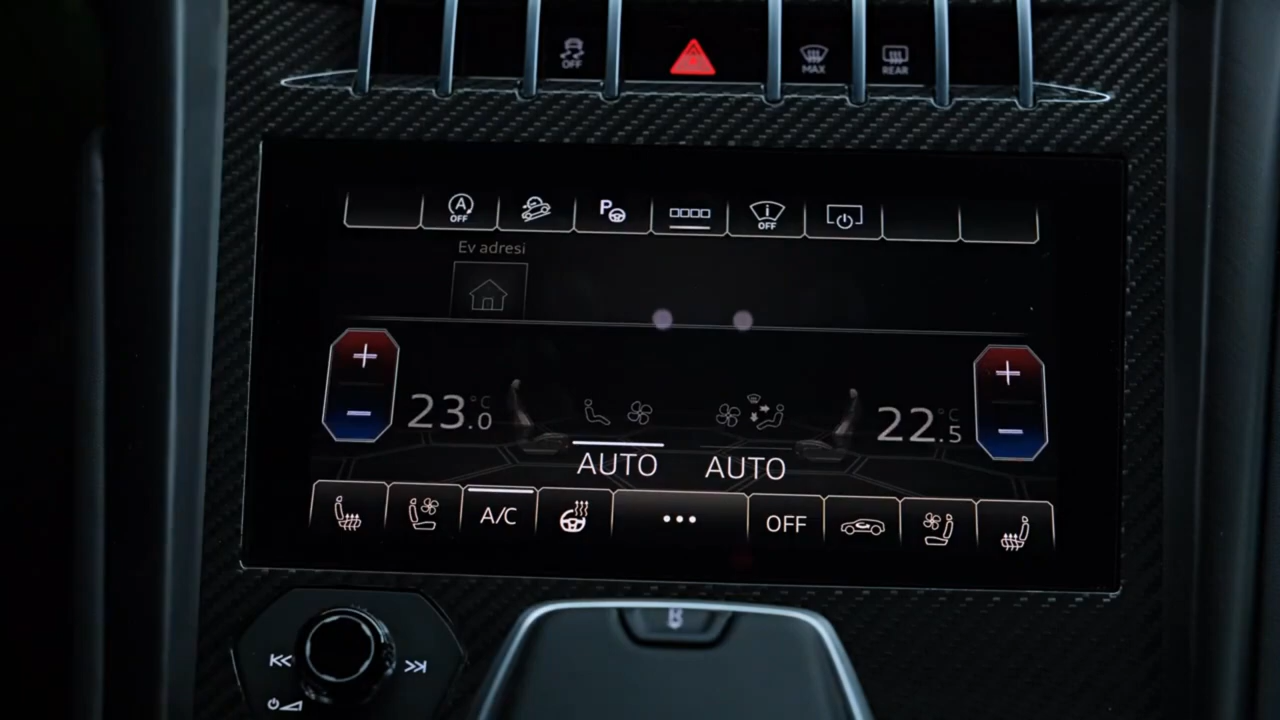 OFF
MAX
REAR
A
OFF
P
i
OFF
Ev adresi
23.0 °C
22.5 °C
AUTO
AUTO
A/C
OFF